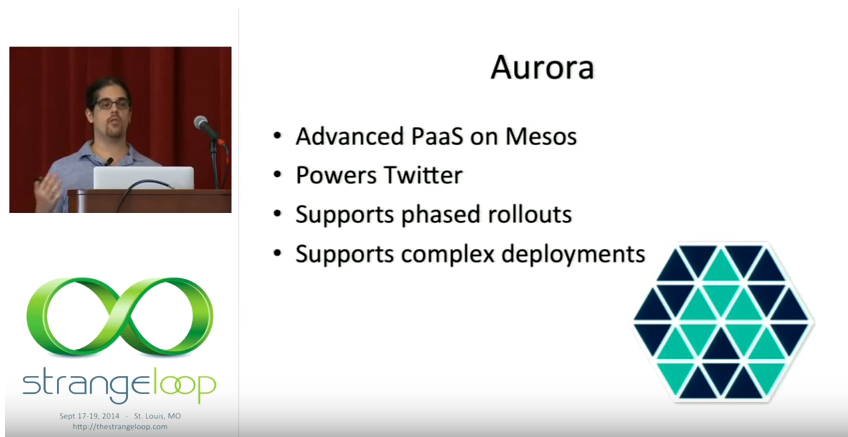 Aurora
• Advanced PaaS on Mesos
• Powers Twitter
• Supports phased rollouts
• Supports complex deployments
strangeloop
Sept 17-19, 2014 - St. Louis, MO
http://thestrangeloop.com